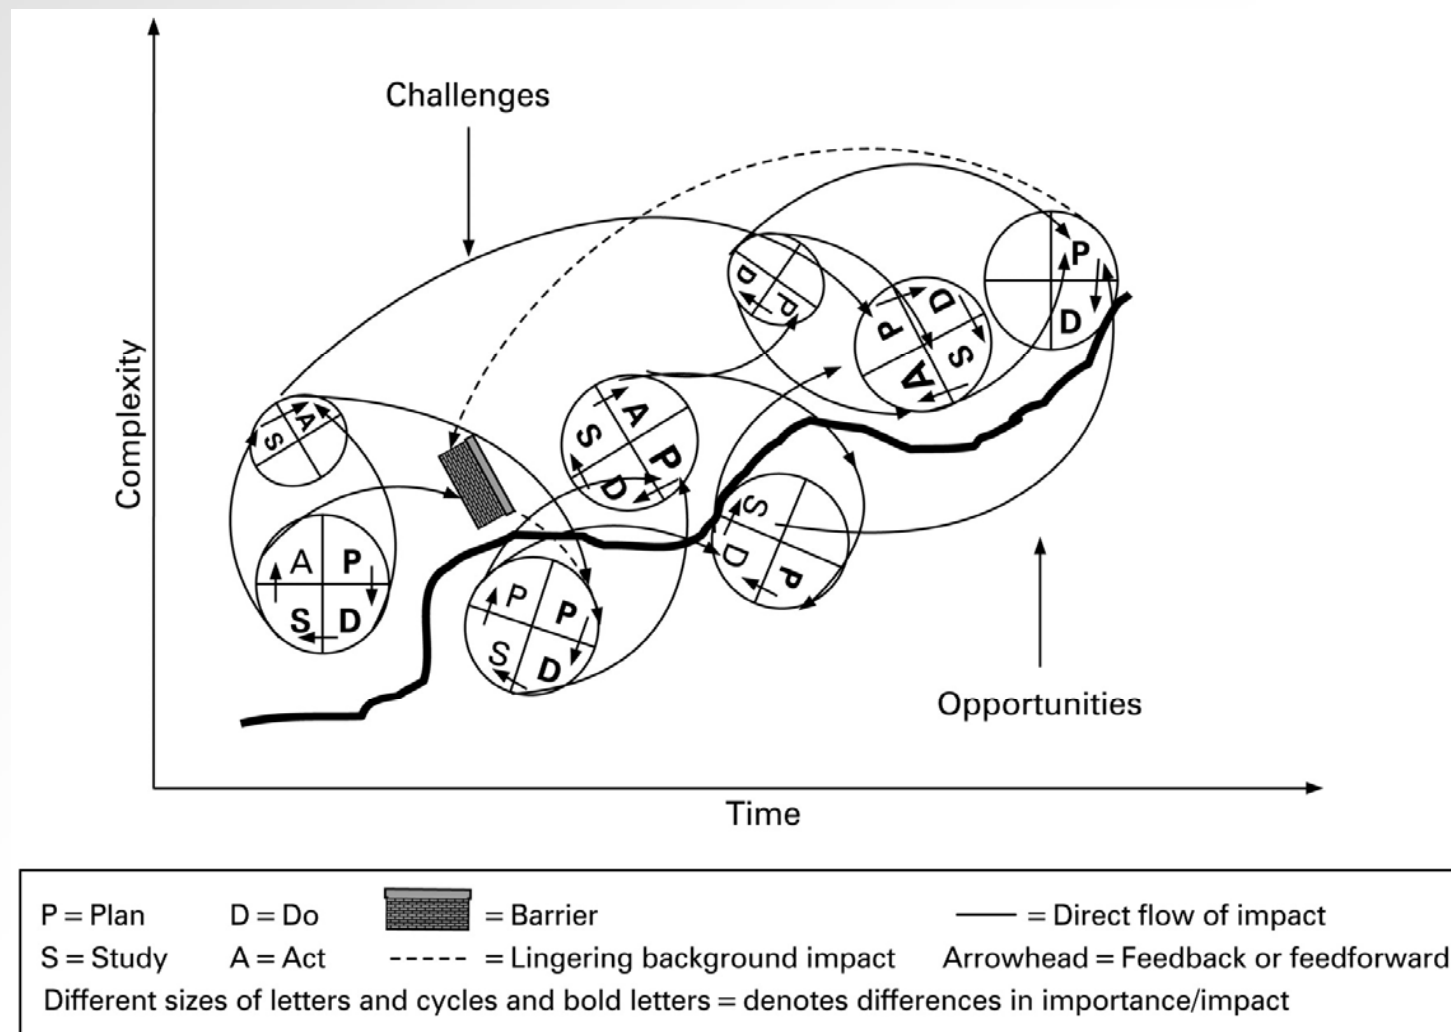 Challenges
Complexity
D
P
P
D
S
A
P
D
S
A
A
P
S
D
A
P
S
D
S
D
P
P
P
S
D
Opportunities
Time
P = Plan D = Do = Barrier = Direct flow of impact
S = Study A = Act = Lingering background impact Arrowhead = Feedback or feedforward
Different sizes of letters and cycles and bold letters = denotes differences in importance/impact